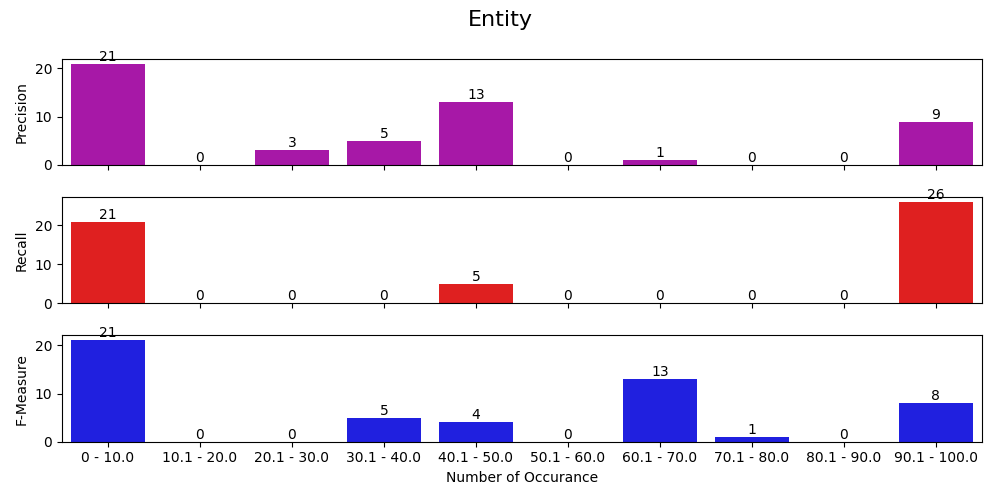 Entity
Precision
20
10
0
21
0
3
5
13
0
1
0
0
9
Recall
20
10
0
21
0
0
0
5
0
0
0
0
26
F-Measure
20
10
0
21
0
0
5
4
0
13
1
0
8
0 - 10.0
10.1 - 20.0
20.1 - 30.0
30.1 - 40.0
40.1 - 50.0
50.1 - 60.0
60.1 - 70.0
70.1 - 80.0
80.1 - 90.0
90.1 - 100.0
Number of Occurance